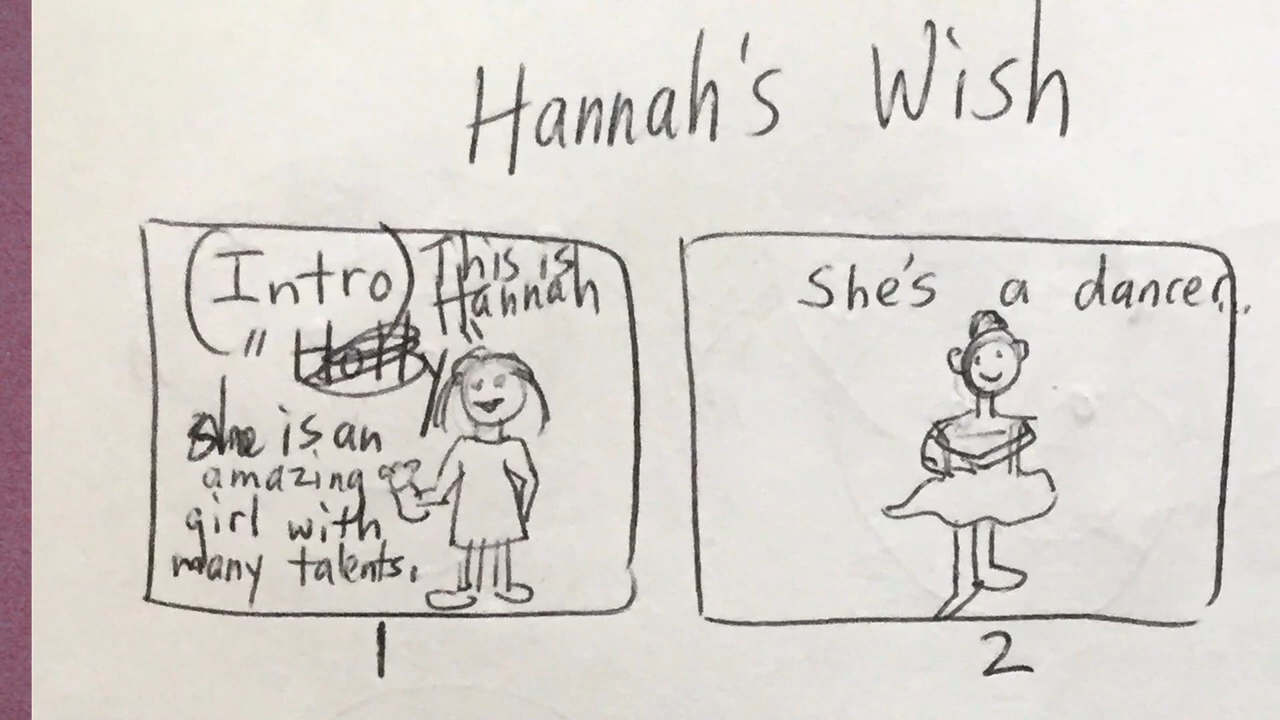 Hannah's Wish
(Intro) This is
Hannah
"
she is an
amazing
girl with
many talents.
1
She's a dancer.
2